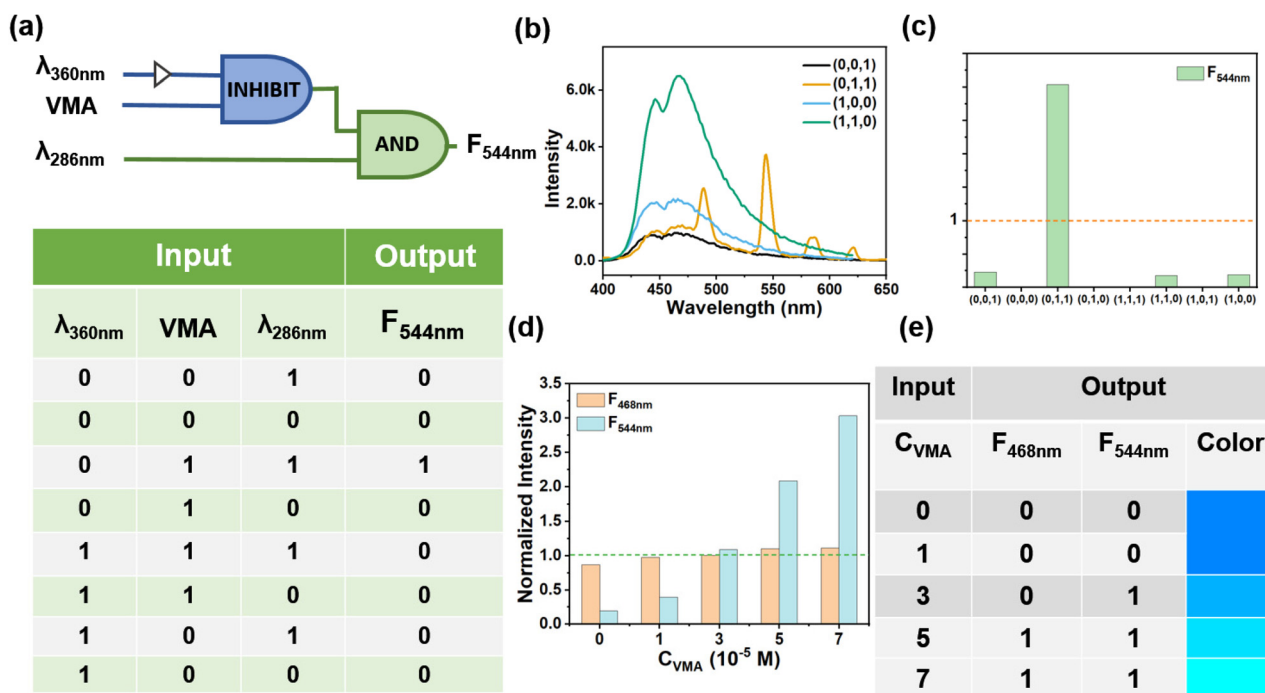 (a)
λ360nm
VMA
λ286nm
INHIBIT
AND
F544nm
Input Output
λ360nm VMA λ286nm F544nm
0 0 1 0
0 0 0 0
0 1 1 1
0 1 0 0
1 1 1 0
1 1 0 0
1 0 1 0
1 0 0 0
(b)
(0,0,1)
(0,1,1)
(1,0,0)
(1,1,0)
Intensity
6.0k
4.0k
2.0k
0.0
400 450 500 550 600 650
Wavelength (nm)
(c)
F544nm
1
(0,0,1) (0,0,0) (0,1,1) (0,1,0) (1,1,1) (1,1,0) (1,0,1) (1,0,0)
(d)
F468nm
F544nm
Normalized Intensity
3.5
3.0
2.5
2.0
1.5
1.0
0.5
0.0
0 1 3 5 7
CVMA (10-5 M)
(e)
Input Output
CVMA F468nm F544nm Color
0 0 0
1 0 0
3 0 1
5 1 1
7 1 1